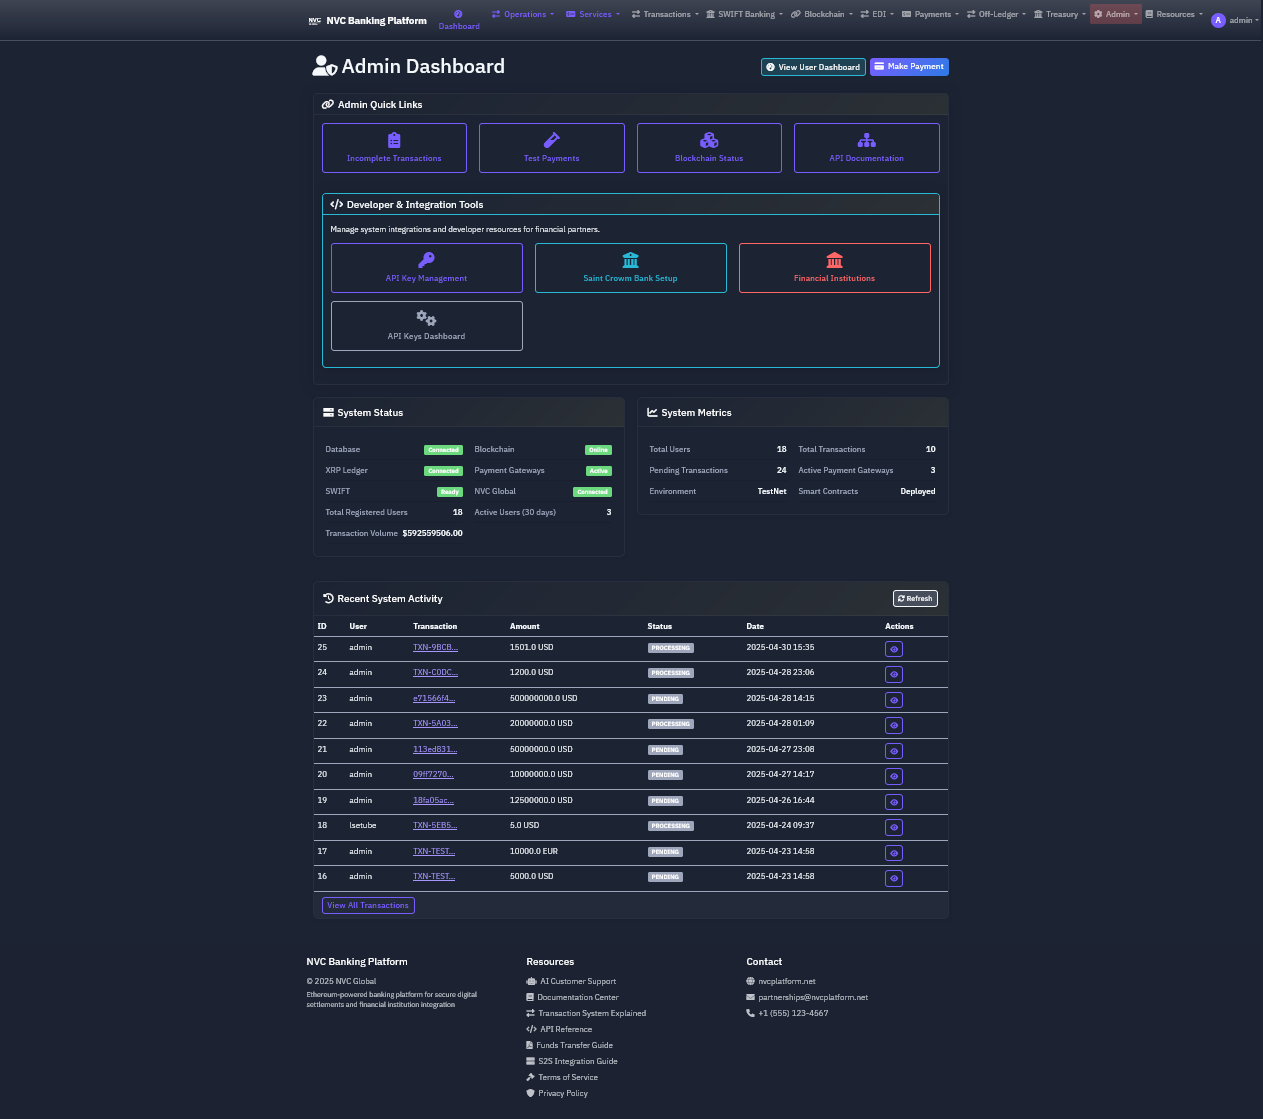 NVC NVC Banking Platform
Dashboard
Operations
Services
Transactions
SWIFT Banking
Blockchain
EDI
Payments
Off-Ledger
Treasury
Admin
Resources
A admin
Admin Dashboard
View User Dashboard
Make Payment
Admin Quick Links
Incomplete Transactions
Test Payments
Blockchain Status
API Documentation
Developer & Integration Tools
Manage system integrations and developer resources for financial partners.
API Key Management
Saint Crowm Bank Setup
Financial Institutions
API Keys Dashboard
System Status
Database Connected Blockchain Online
XRP Ledger Connected Payment Gateways Active
SWIFT Ready NVC Global Connected
Total Registered Users 18 Active Users (30 days) 3
Transaction Volume $592559506.00
System Metrics
Total Users 18 Total Transactions 10
Pending Transactions 24 Active Payment Gateways 3
Environment TestNet Smart Contracts Deployed
Recent System Activity
Refresh
ID User Transaction Amount Status Date Actions
25 admin TXN-9BCB... 1501.0 USD PROCESSING 2025-04-30 15:35
24 admin TXN-C0DC... 1200.0 USD PROCESSING 2025-04-28 23:06
23 admin e71566f4... 500000000.0 USD PENDING 2025-04-28 14:15
22 admin TXN-5A03... 20000000.0 USD PROCESSING 2025-04-28 01:09
21 admin 113ed831... 50000000.0 USD PENDING 2025-04-27 23:08
20 admin 09ff7270... 10000000.0 USD PENDING 2025-04-27 14:17
19 admin 18fa05ac... 12500000.0 USD PENDING 2025-04-26 16:44
18 lsetube TXN-5EB5... 5.0 USD PROCESSING 2025-04-24 09:37
17 admin TXN-TEST... 10000.0 EUR PENDING 2025-04-23 14:58
16 admin TXN-TEST... 5000.0 USD PENDING 2025-04-23 14:58
View All Transactions
NVC Banking Platform
© 2025 NVC Global
Ethereum-powered banking platform for secure digital
settlements and financial institution integration
Resources
AI Customer Support
Documentation Center
Transaction System Explained
API Reference
Funds Transfer Guide
S2S Integration Guide
Terms of Service
Privacy Policy
Contact
nvcplatform.net
partnerships@nvcplatform.net
+1 (555) 123-4567